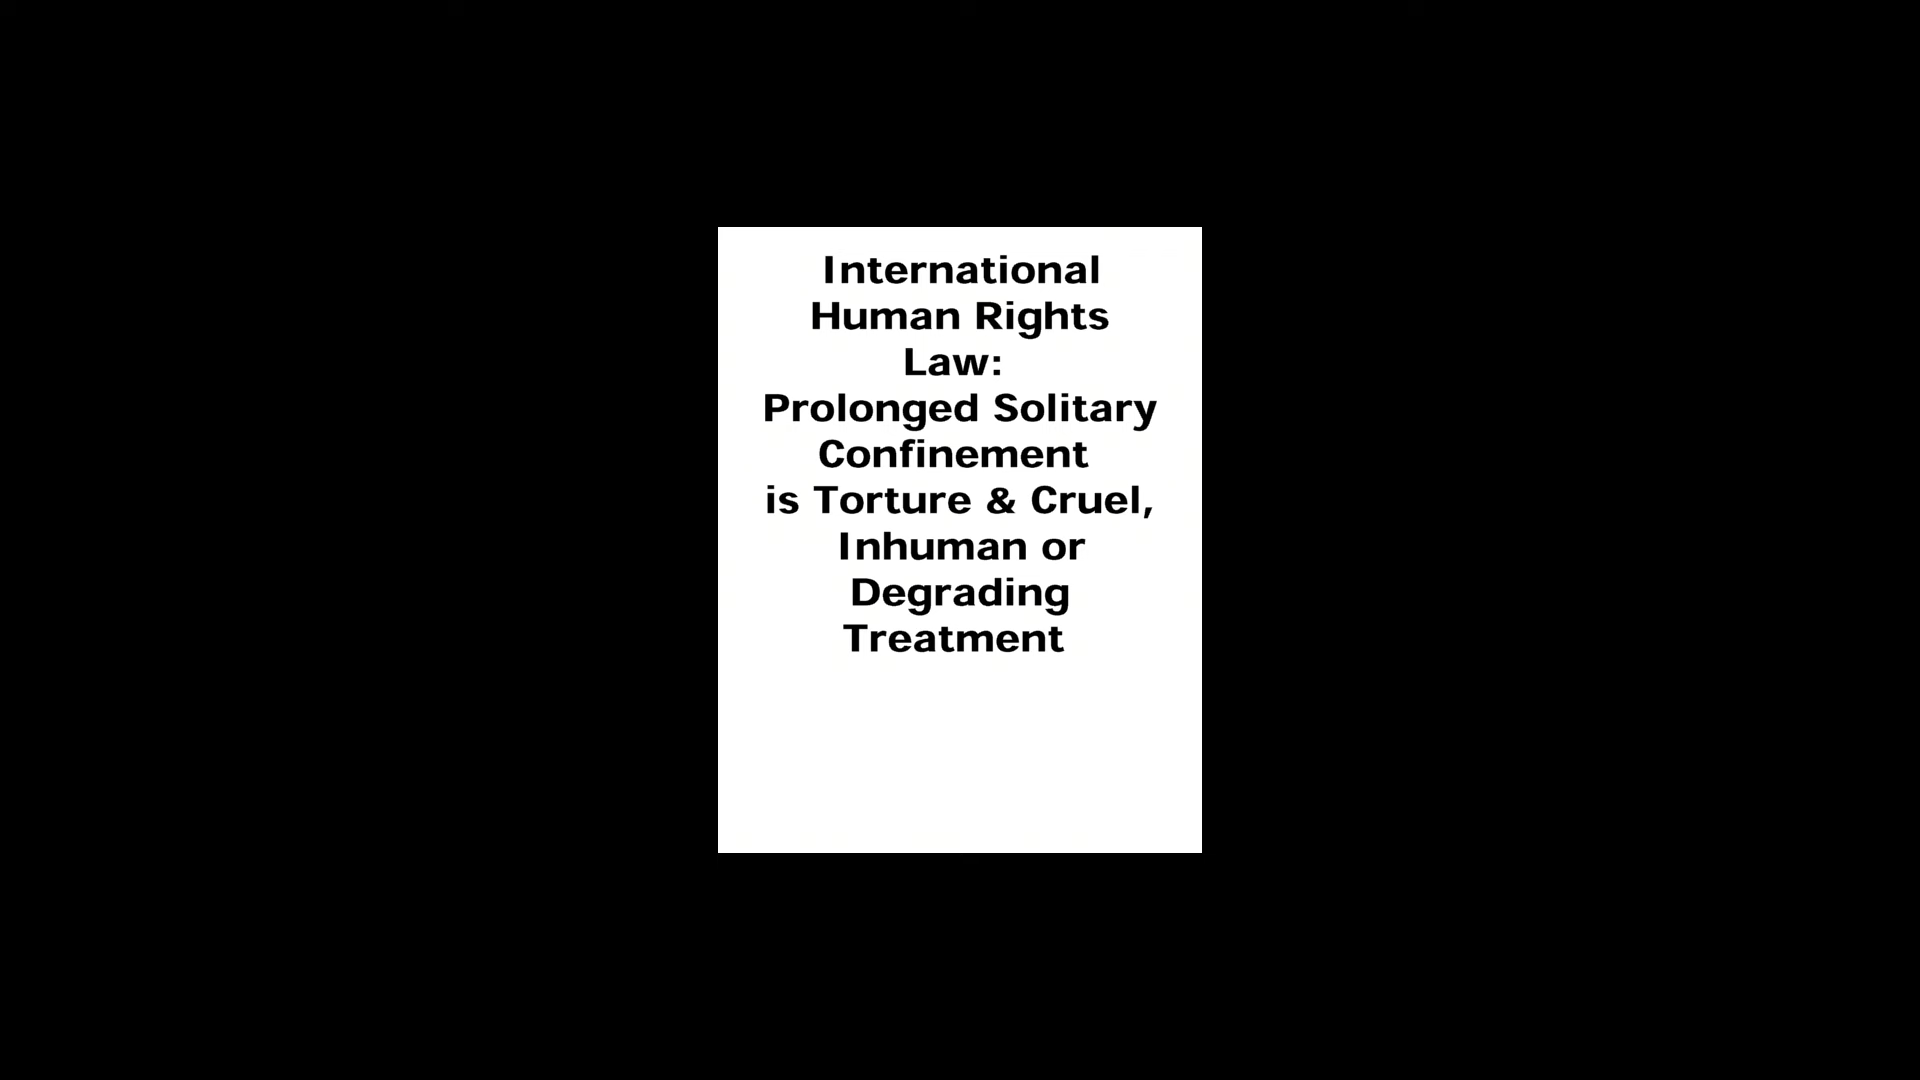 International
Human Rights
Law:
Prolonged Solitary
Confinement
is Torture & Cruel,
Inhuman or
Degrading
Treatment